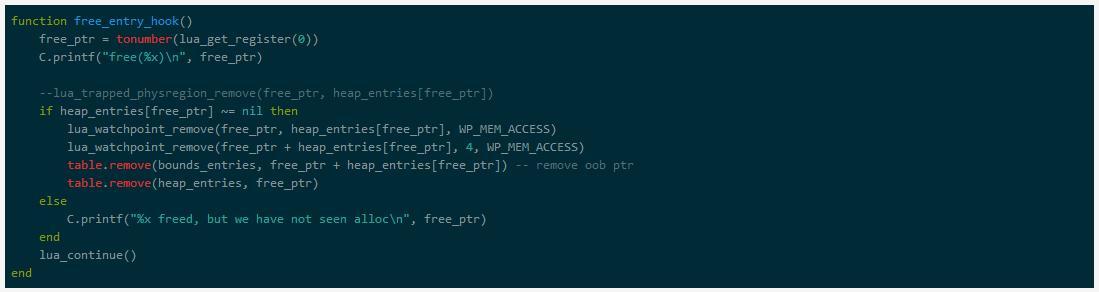 function free_entry_hook()
    free_ptr = tonumber(lua_get_register(0))
    C.printf("free(%x)\n", free_ptr)

    --lua_trapped_physregion_remove(free_ptr, heap_entries[free_ptr])
    if heap_entries[free_ptr] ~= nil then
        lua_watchpoint_remove(free_ptr, heap_entries[free_ptr], WP_MEM_ACCESS)
        lua_watchpoint_remove(free_ptr + heap_entries[free_ptr], 4, WP_MEM_ACCESS)
        table.remove(bounds_entries, free_ptr + heap_entries[free_ptr]) -- remove oob ptr
        table.remove(heap_entries, free_ptr)
    else
        C.printf("%x freed, but we have not seen alloc\n", free_ptr)
    end
    lua_continue()
end